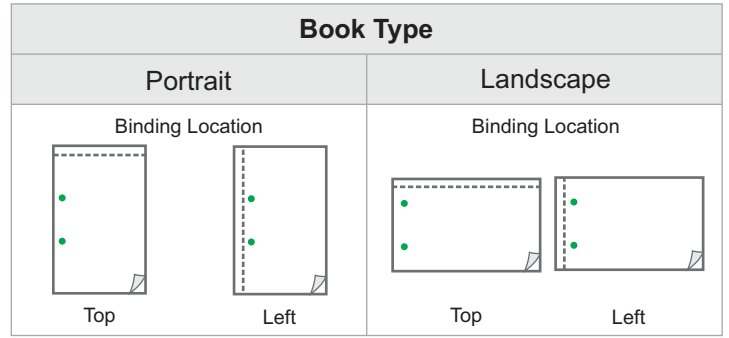 Book Type
Portrait
Landscape
Binding Location
Binding Location
Top
Left
Top
Left